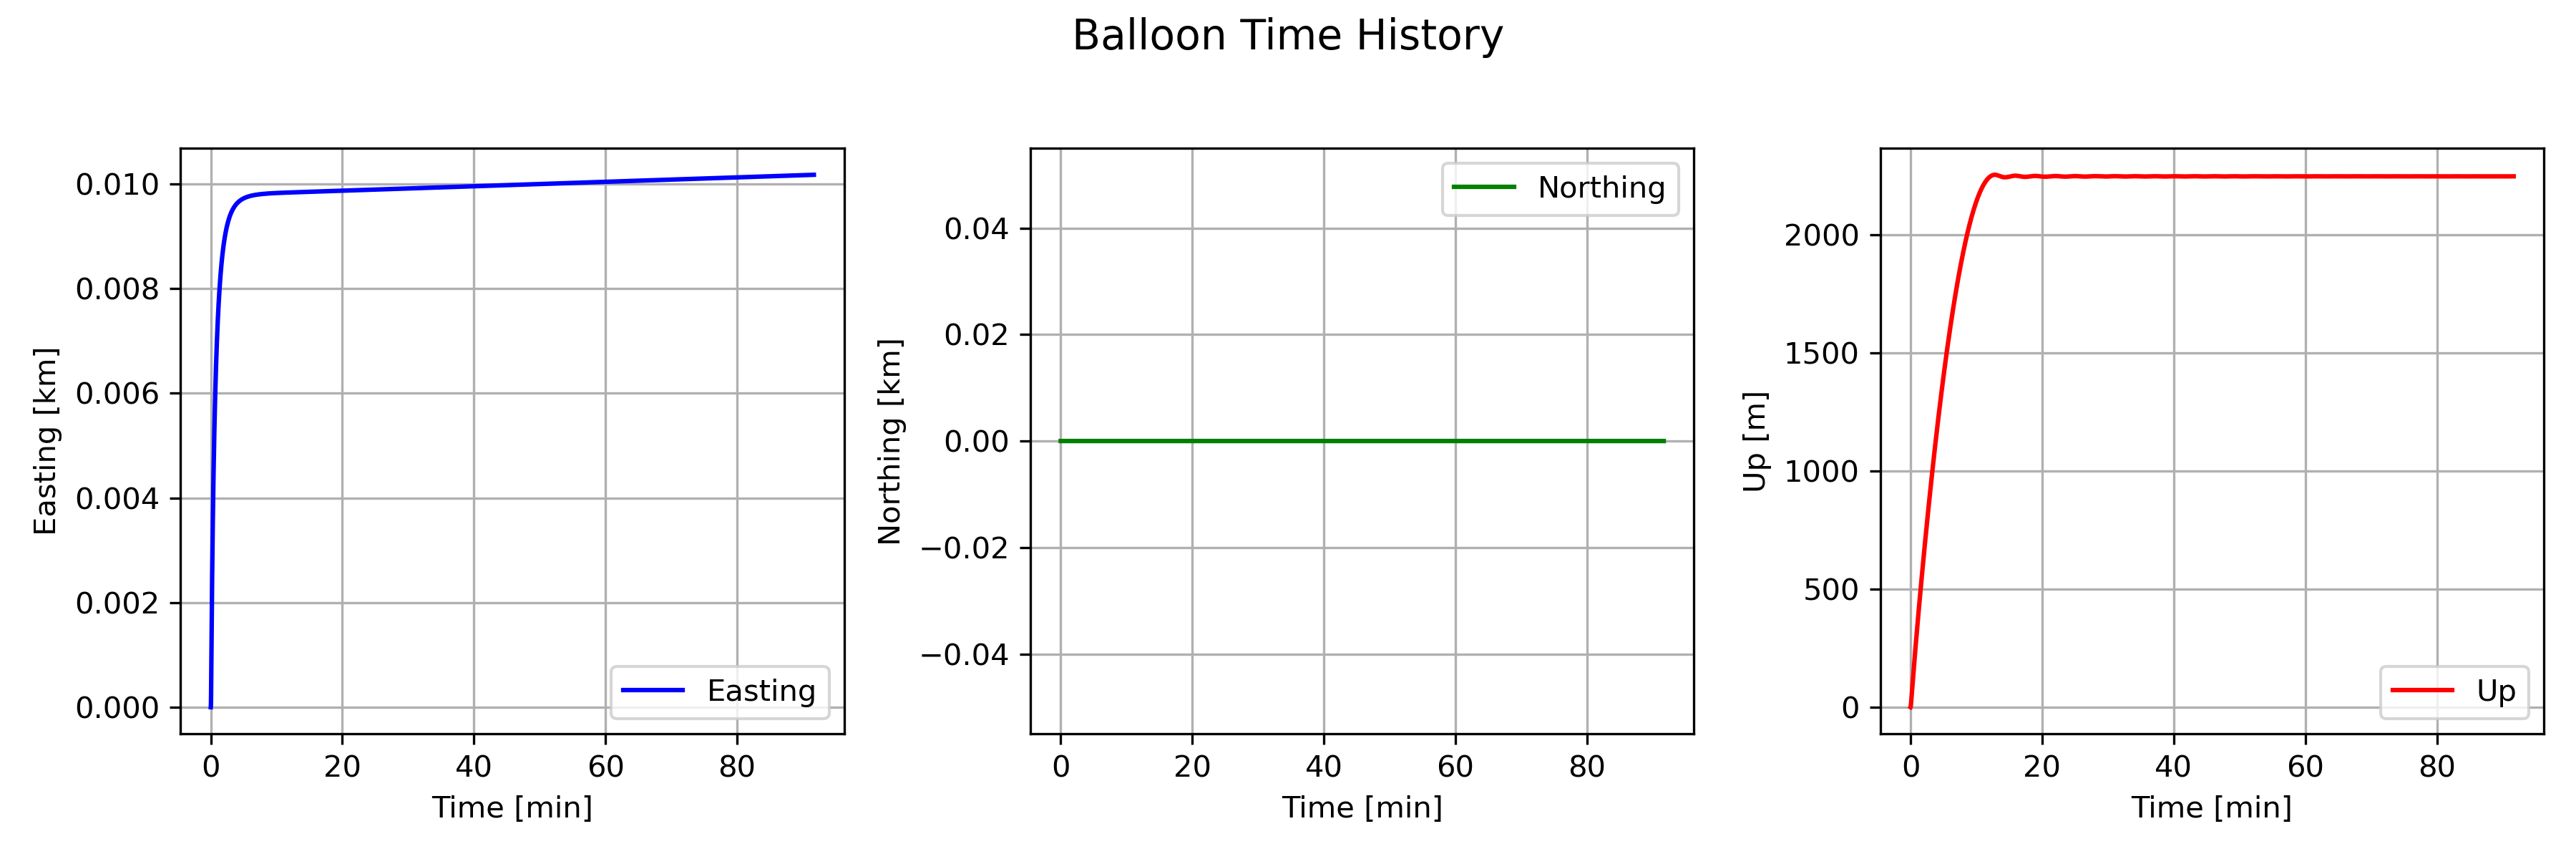 Balloon Time History
Easting [km]
0.010
0.008
0.006
0.004
0.002
0.000
Easting
0 20 40 60 80
Time [min]
Northing [km]
0.04
0.02
0.00
−0.02
−0.04
Northing
0 20 40 60 80
Time [min]
Up [m]
2000
1500
1000
500
0
Up
0 20 40 60 80
Time [min]